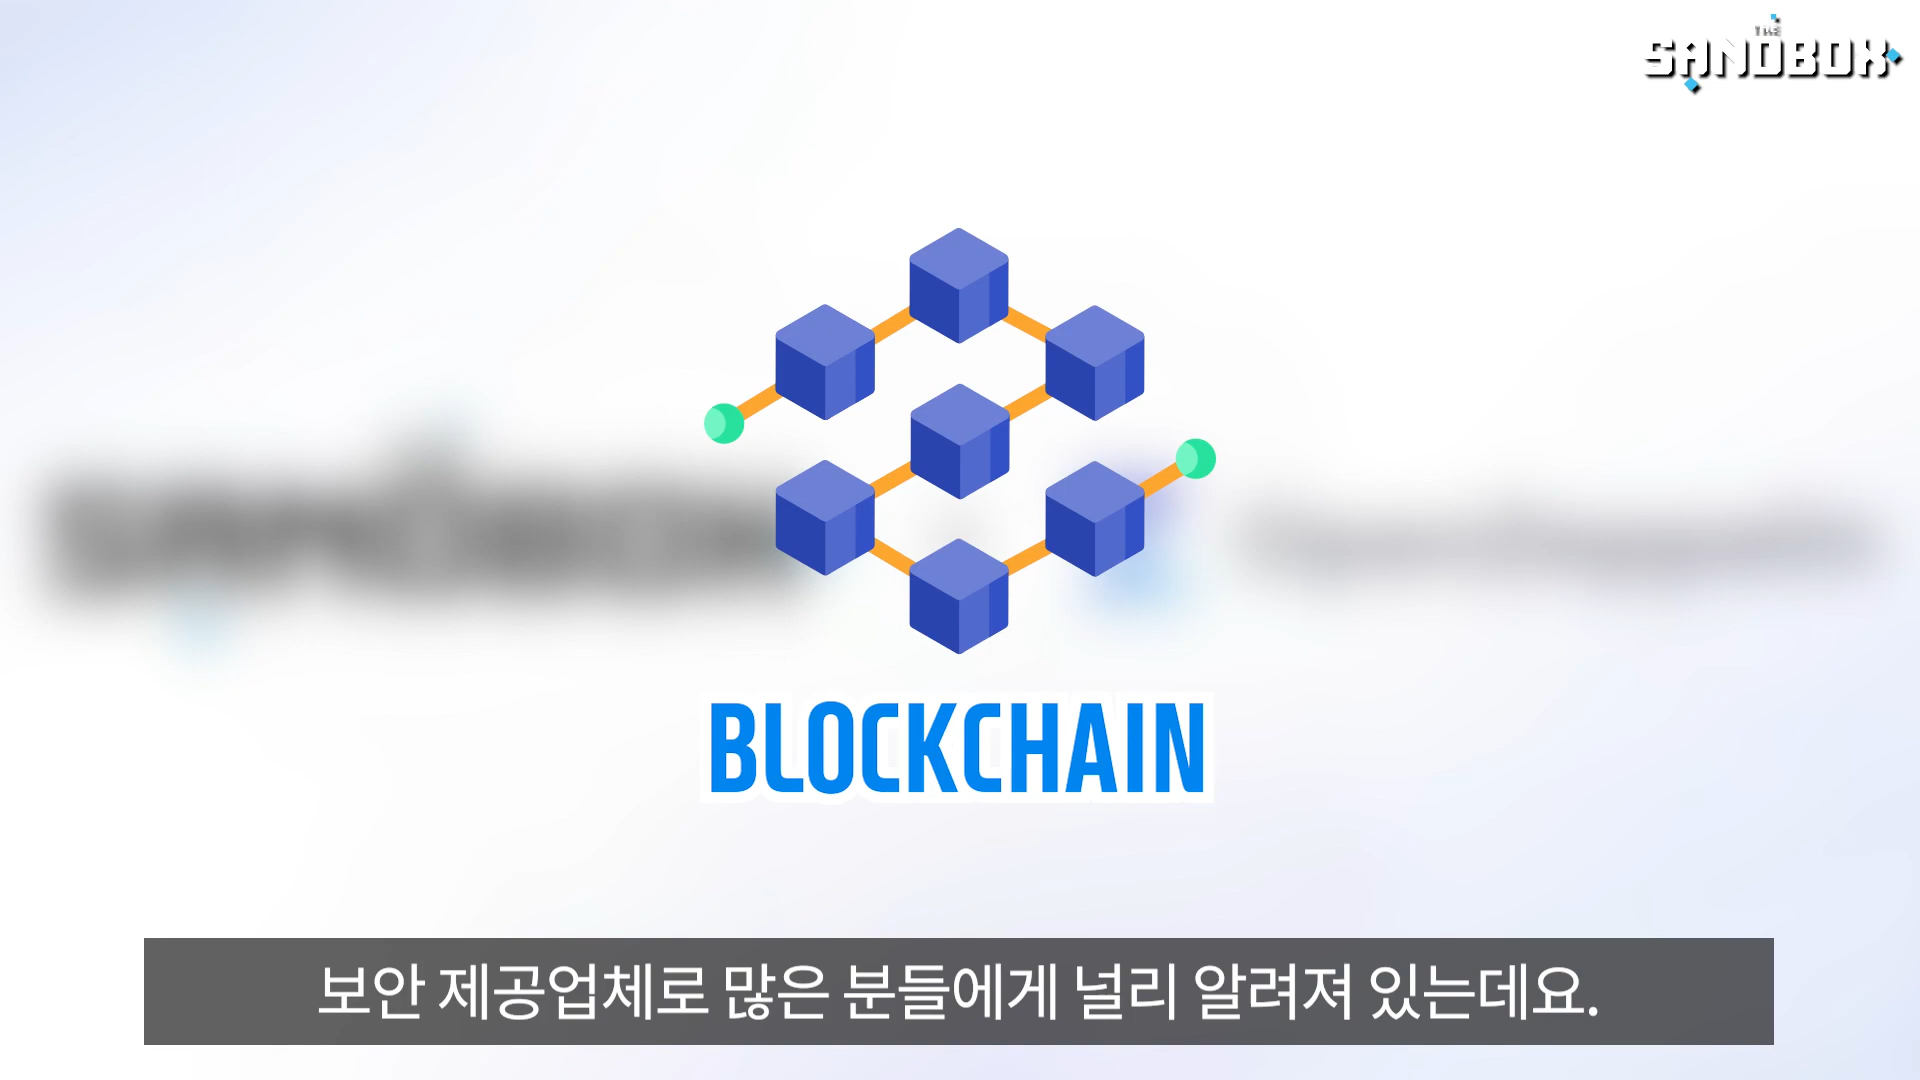 THE
SANDBOX
BLOCKCHAIN
보안 제공업체로 많은 분들에게 널리 알려져 있는데요.